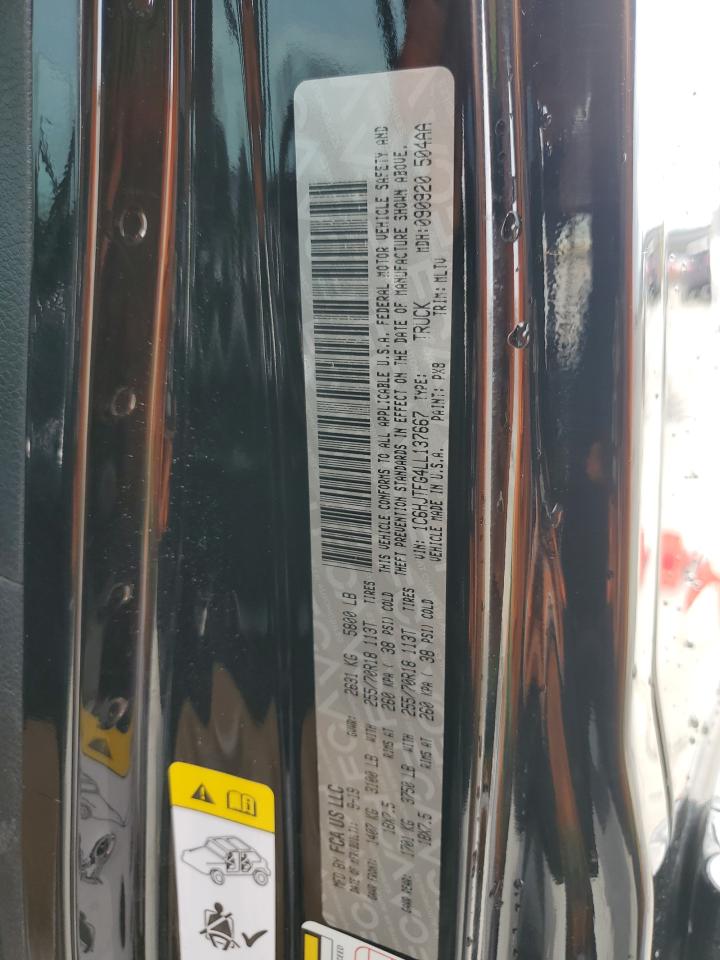 MFD BY FCA US LLC
DATE OF MFR/BUILT: 9-19 GVWR: 2631 KG 5800 LB
GAWR FRONT: 1407 KG 3100 LB WITH 255/70R18 113T TIRES
18X7.5 RIMS AT 260 KPA ( 38 PSI) COLD
GAWR REAR: 1701 KG 3750 LB WITH 255/70R18 113T TIRES
18X7.5 RIMS AT 260 KPA ( 38 PSI) COLD
THIS VEHICLE CONFORMS TO ALL APPLICABLE U.S.A. FEDERAL MOTOR VEHICLE SAFETY AND
THEFT PREVENTION STANDARDS IN EFFECT ON THE DATE OF MANUFACTURE SHOWN ABOVE.
VIN: 1C6HJTFG4LL137667 TYPE: TRUCK MDH:090920 504AA
VEHICLE MADE IN U.S.A. PAINT: PX8 TRIM: MLTV